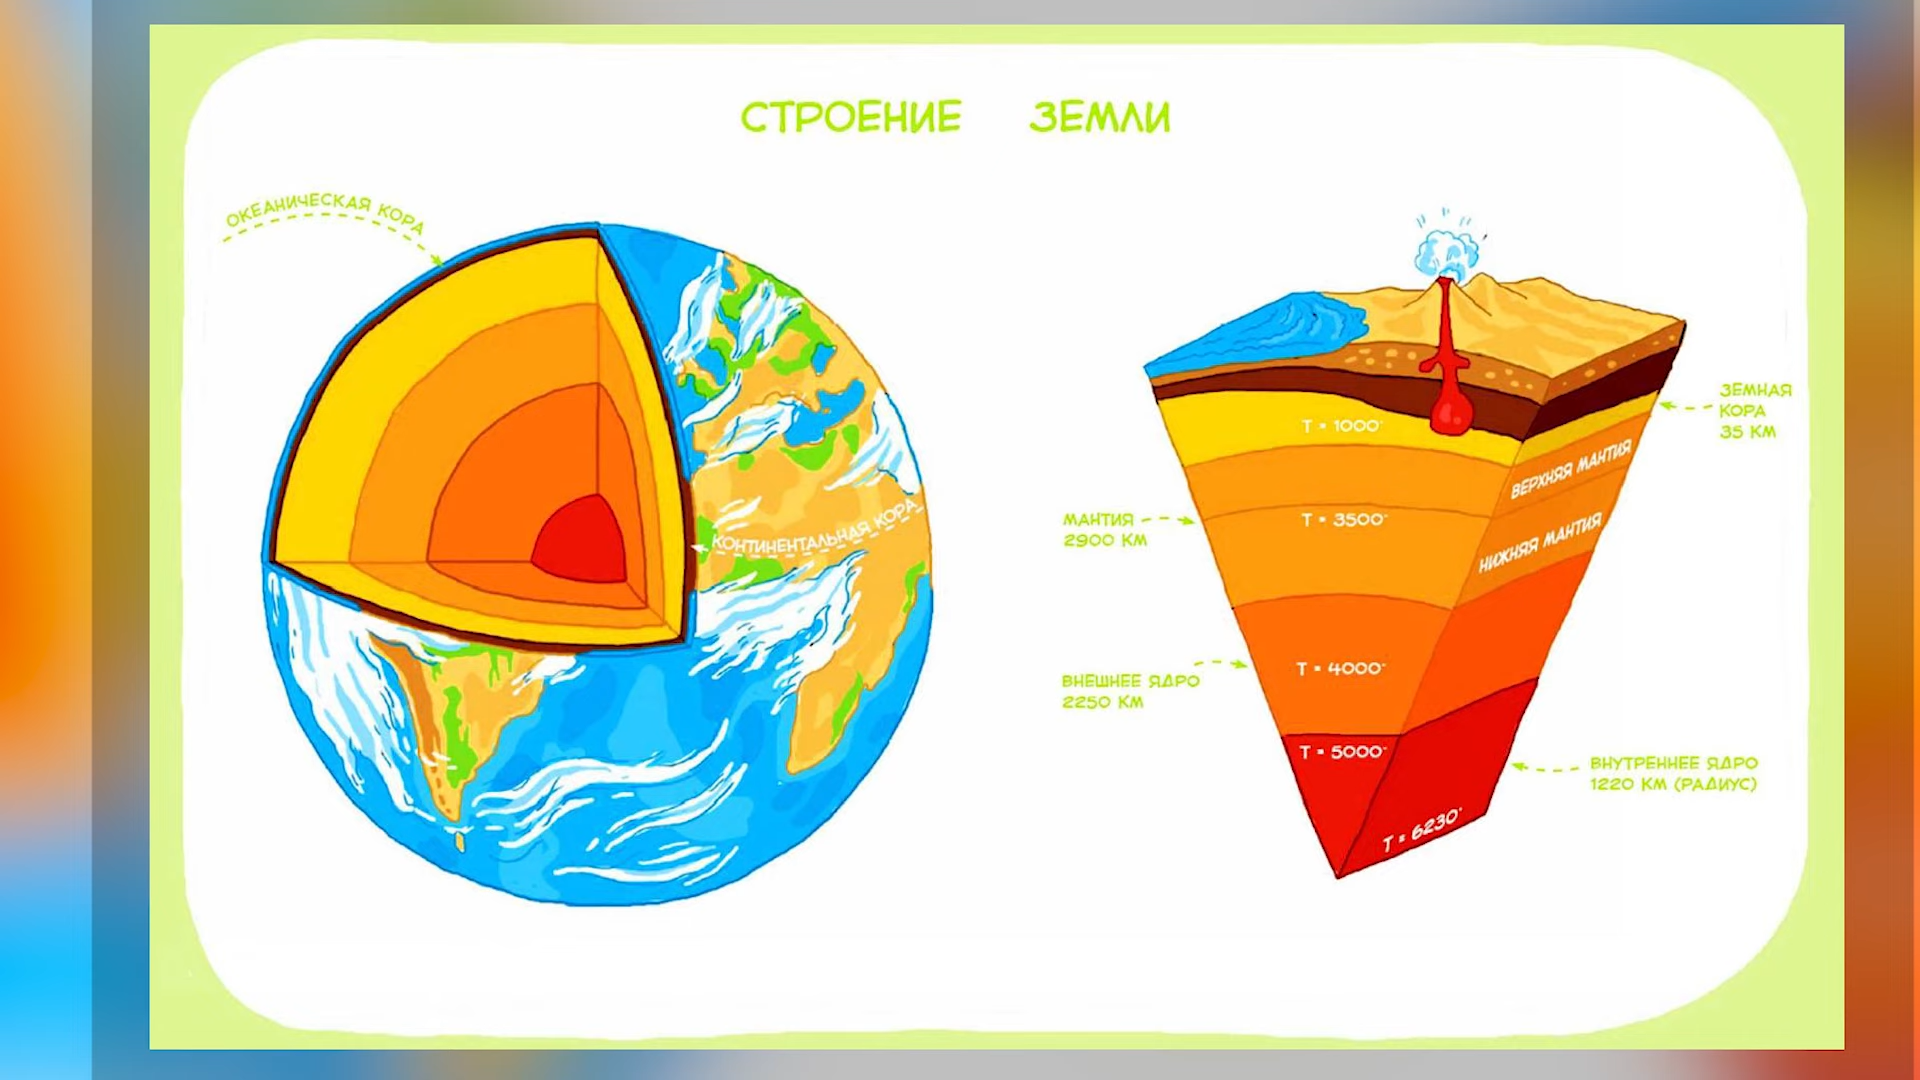 СТРОЕНИЕ ЗЕМЛИ
ОКЕАНИЧЕСКАЯ КОРА
КОНТИНЕНТАЛЬНАЯ КОРА
ЗЕМНАЯ
КОРА
35 КМ
T = 1000°
ВЕРХНЯЯ МАНТИЯ
МАНТИЯ
2900 КМ
T = 3500°
НИЖНЯЯ МАНТИЯ
ВНЕШНЕЕ ЯДРО
2250 КМ
T = 4000°
T = 5000°
ВНУТРЕННЕЕ ЯДРО
1220 КМ (РАДИУС)
T = 6230°